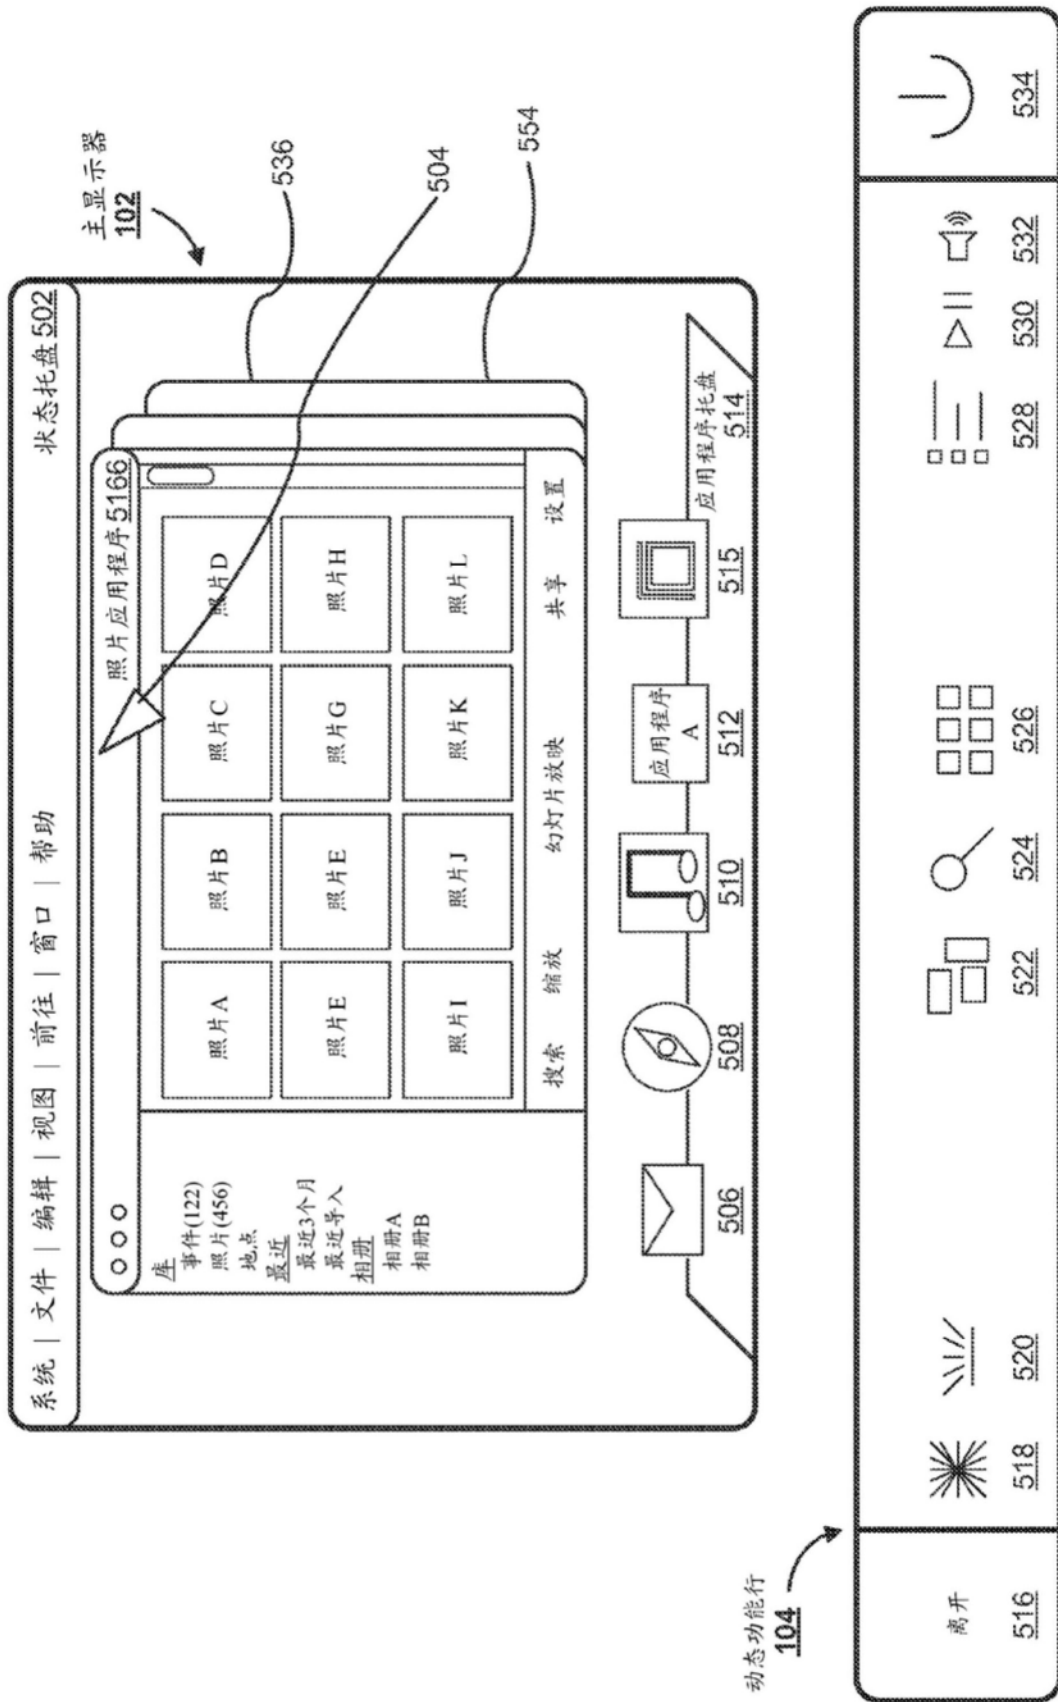 主显示器
102
系统 | 文件 | 编辑 | 视图 | 前往 | 窗口 | 帮助
状态托盘 502
照片应用程序 5166
536
504
554
库
事件(122)
照片(456)
地点
最近
最近3个月
最近导入
相册
相册A
相册B
照片A
照片B
照片C
照片D
照片E
照片E
照片G
照片H
照片I
照片J
照片K
照片L
搜索
缩放
幻灯片放映
共享
设置
应用程序
A
应用程序托盘
514
506
508
510
512
515
动态功能行
104
离开
516
518
520
522
524
526
528
530
532
534